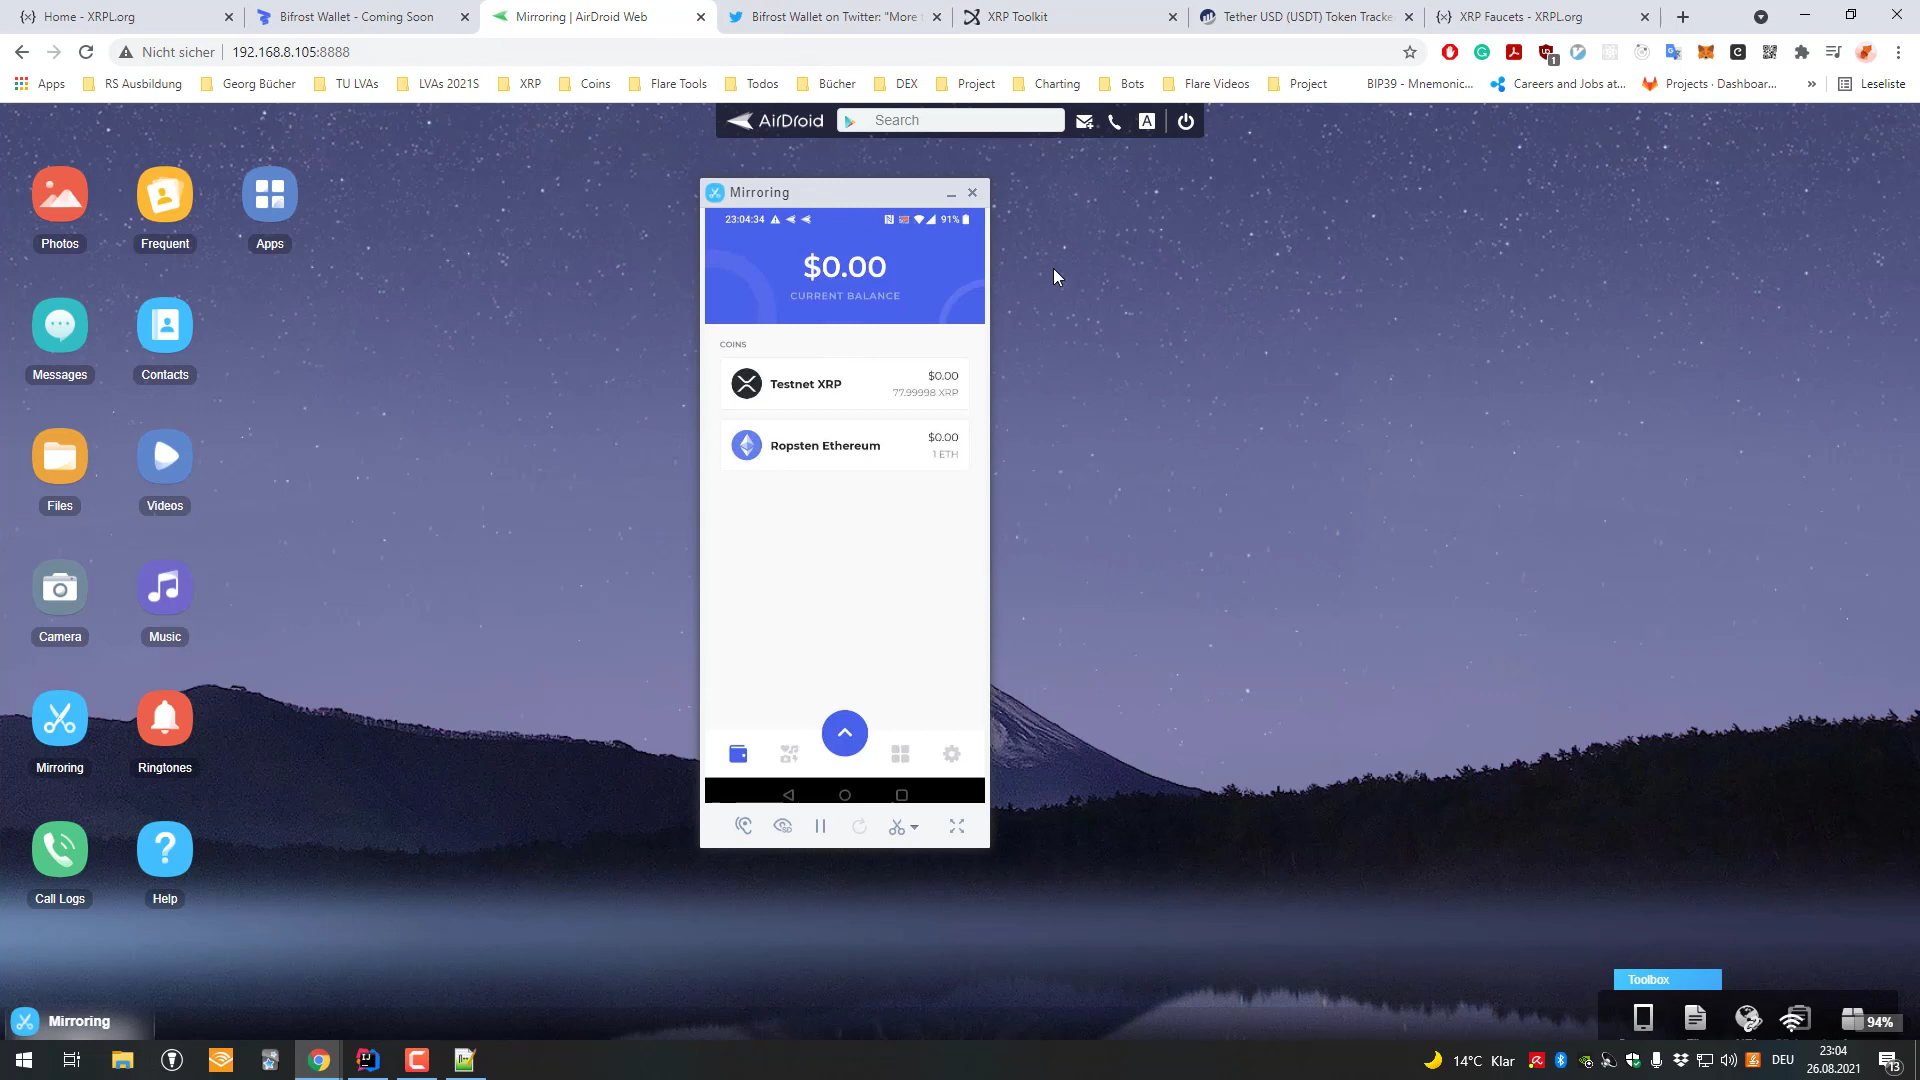 Home - XRPL.org
Bifrost Wallet - Coming Soon
Mirroring | AirDroid Web
Bifrost Wallet on Twitter: "More t
XRP Toolkit
Tether USD (USDT) Token Tracke
XRP Faucets - XRPL.org
Nicht sicher
192.168.8.105:8888
Apps
RS Ausbildung
Georg Bücher
TU LVAs
LVAs 2021S
XRP
Coins
Flare Tools
Todos
Bücher
DEX
Project
Charting
Bots
Flare Videos
Project
BIP39 - Mnemonic...
Careers and Jobs at...
Projects · Dashboar...
»
Leseliste
AirDroid
Search
A
Photos
Frequent
Apps
Messages
Contacts
Files
Videos
Camera
Music
Mirroring
Ringtones
Call Logs
Help
Mirroring
23:04:34
91%
$0.00
CURRENT BALANCE
COINS
Testnet XRP
$0.00
77.99998 XRP
Ropsten Ethereum
$0.00
1 ETH
Toolbox
94%
Mirroring
14°C Klar
DEU
23:04
26.08.2021
13